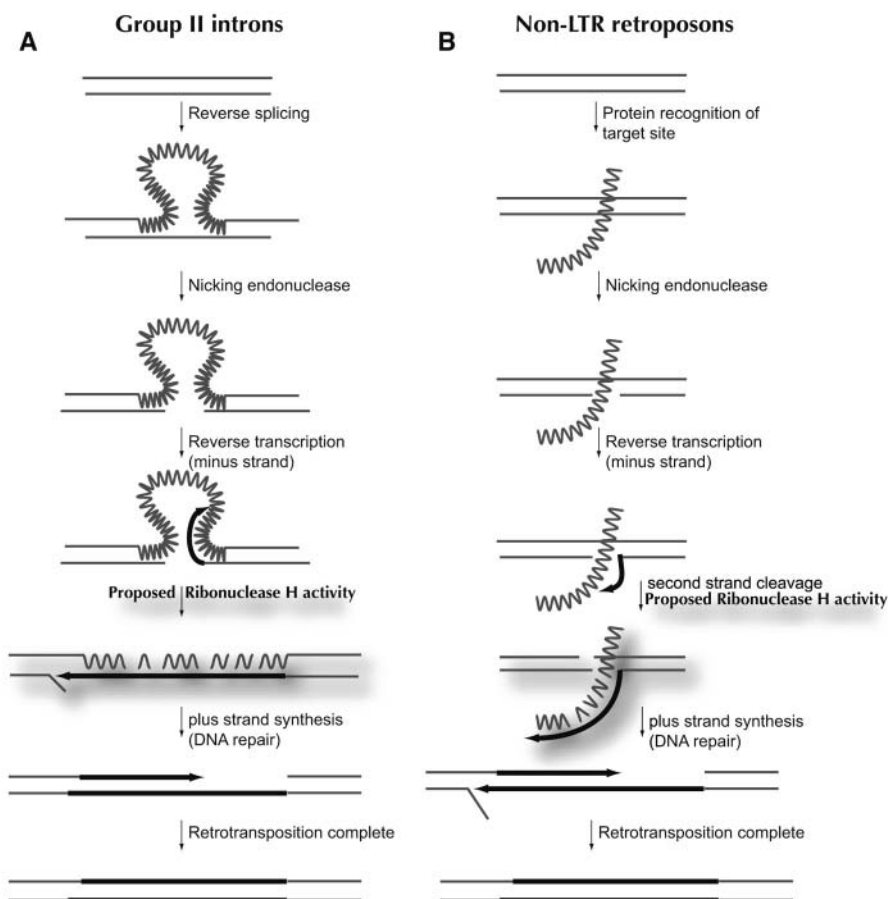 Group II introns
A
Reverse splicing
Nicking endonuclease
Reverse transcription
(minus strand)
Proposed Ribonuclease H activity
plus strand synthesis
(DNA repair)
Retrotransposition complete
Non-LTR retroposons
B
Protein recognition of
target site
Nicking endonuclease
Reverse transcription
(minus strand)
second strand cleavage
Proposed Ribonuclease H activity
plus strand synthesis
(DNA repair)
Retrotransposition complete